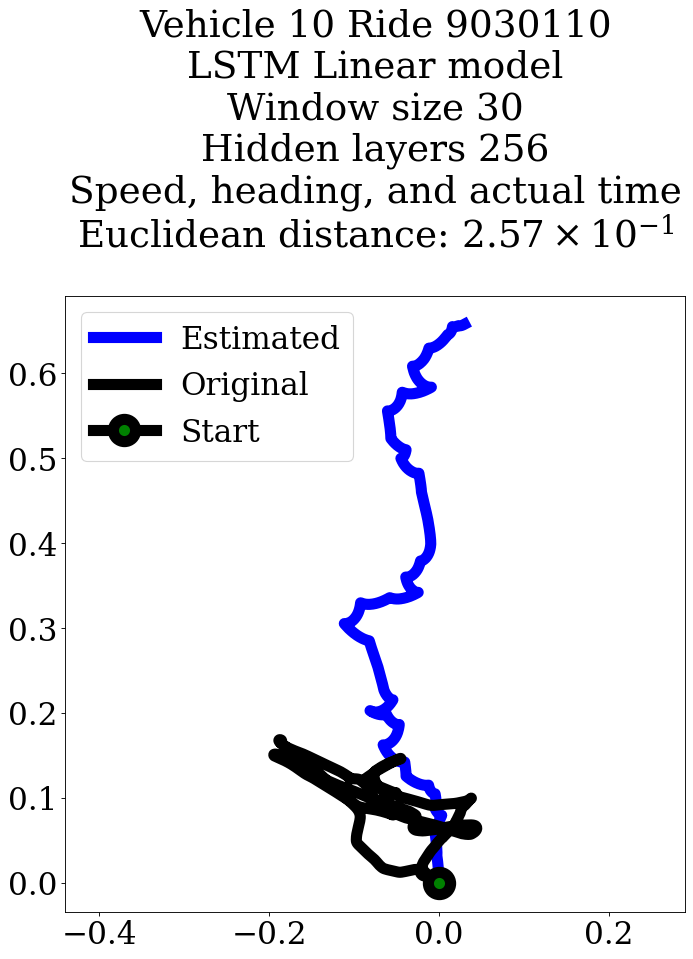 Vehicle 10 Ride 9030110
LSTM Linear model
Window size 30
Hidden layers 256
Speed, heading, and actual time
Euclidean distance: 2.57 × 10⁻¹
Estimated
Original
Start
0.6
0.5
0.4
0.3
0.2
0.1
0.0
−0.4 −0.2 0.0 0.2